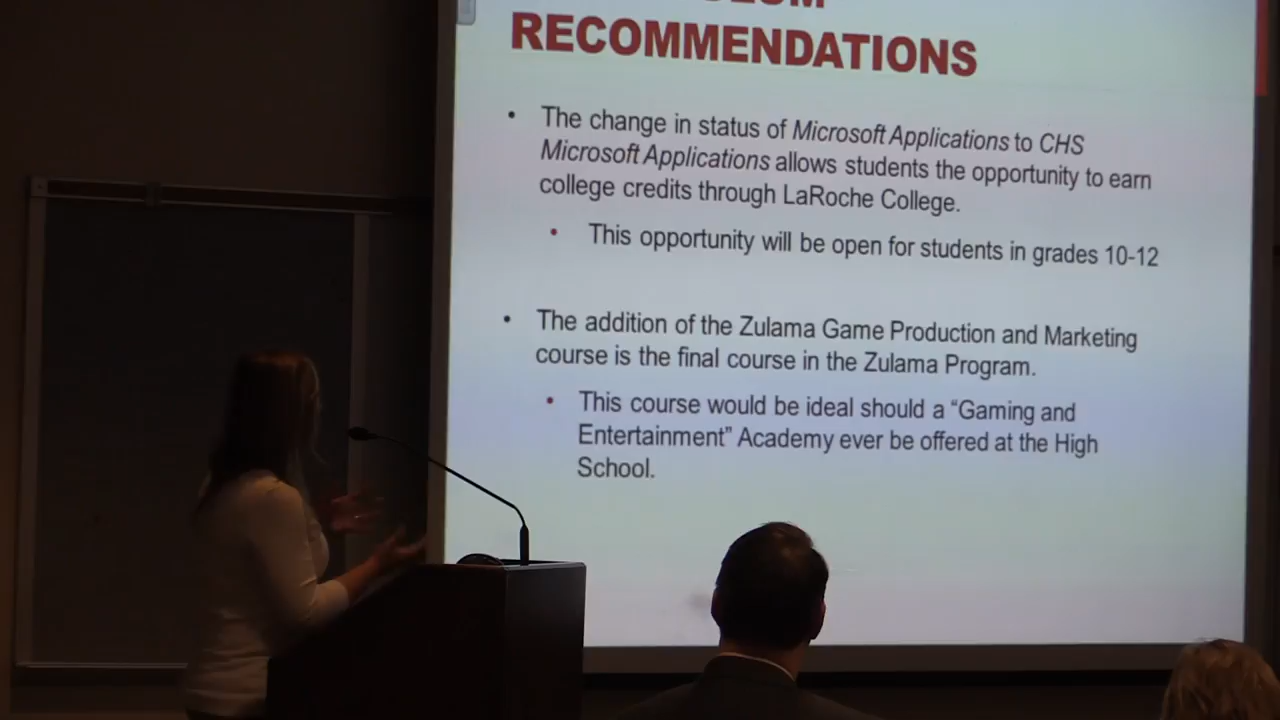 RECOMMENDATIONS
• The change in status of Microsoft Applications to CHS
Microsoft Applications allows students the opportunity to earn
college credits through LaRoche College.
• This opportunity will be open for students in grades 10-12
• The addition of the Zulama Game Production and Marketing
course is the final course in the Zulama Program.
• This course would be ideal should a “Gaming and
Entertainment” Academy ever be offered at the High
School.